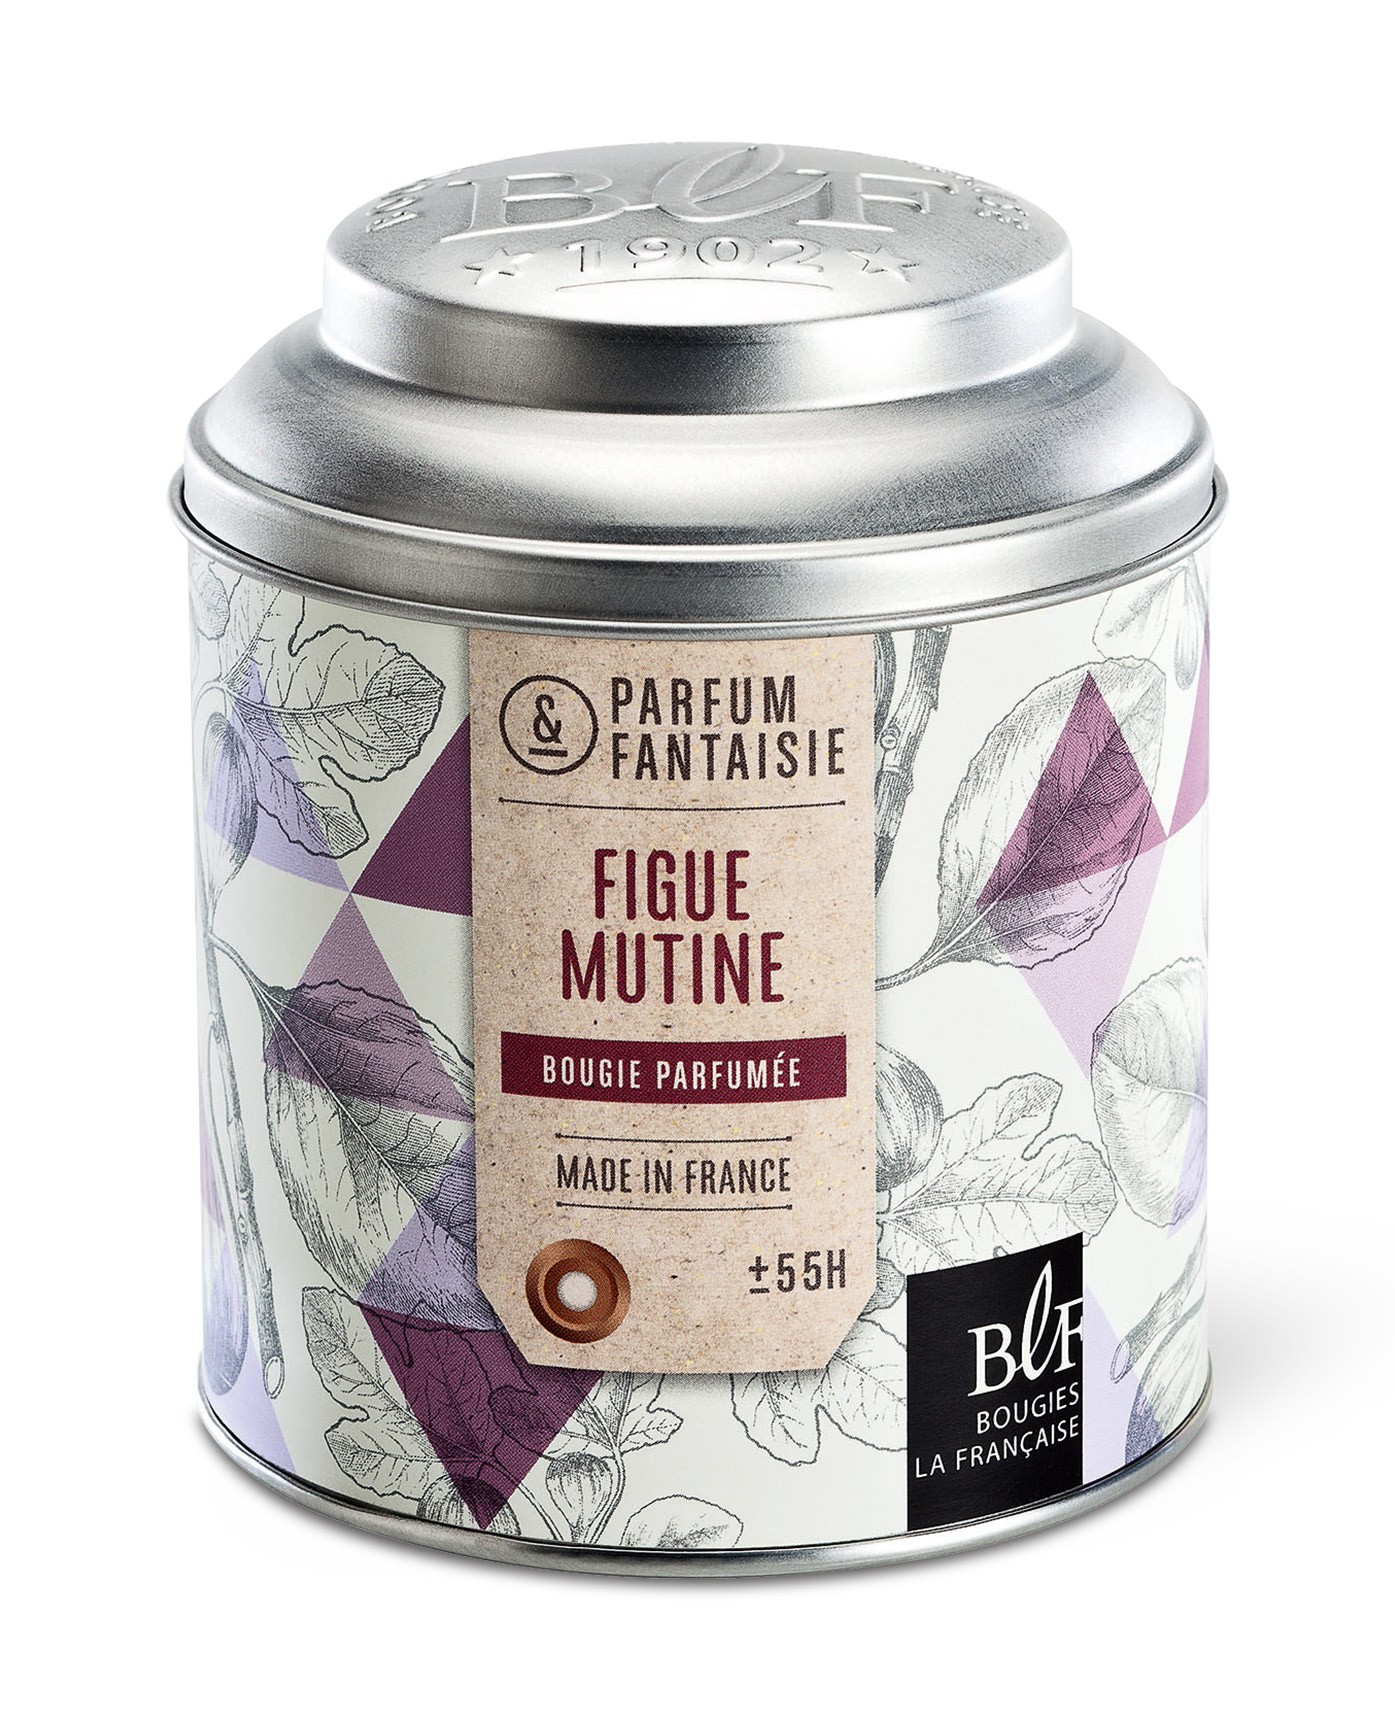 BLF
1902
& PARFUM
FANTAISIE
FIGUE
MUTINE
BOUGIE PARFUMÉE
MADE IN FRANCE
±55H
BLF
BOUGIES
LA FRANÇAISE